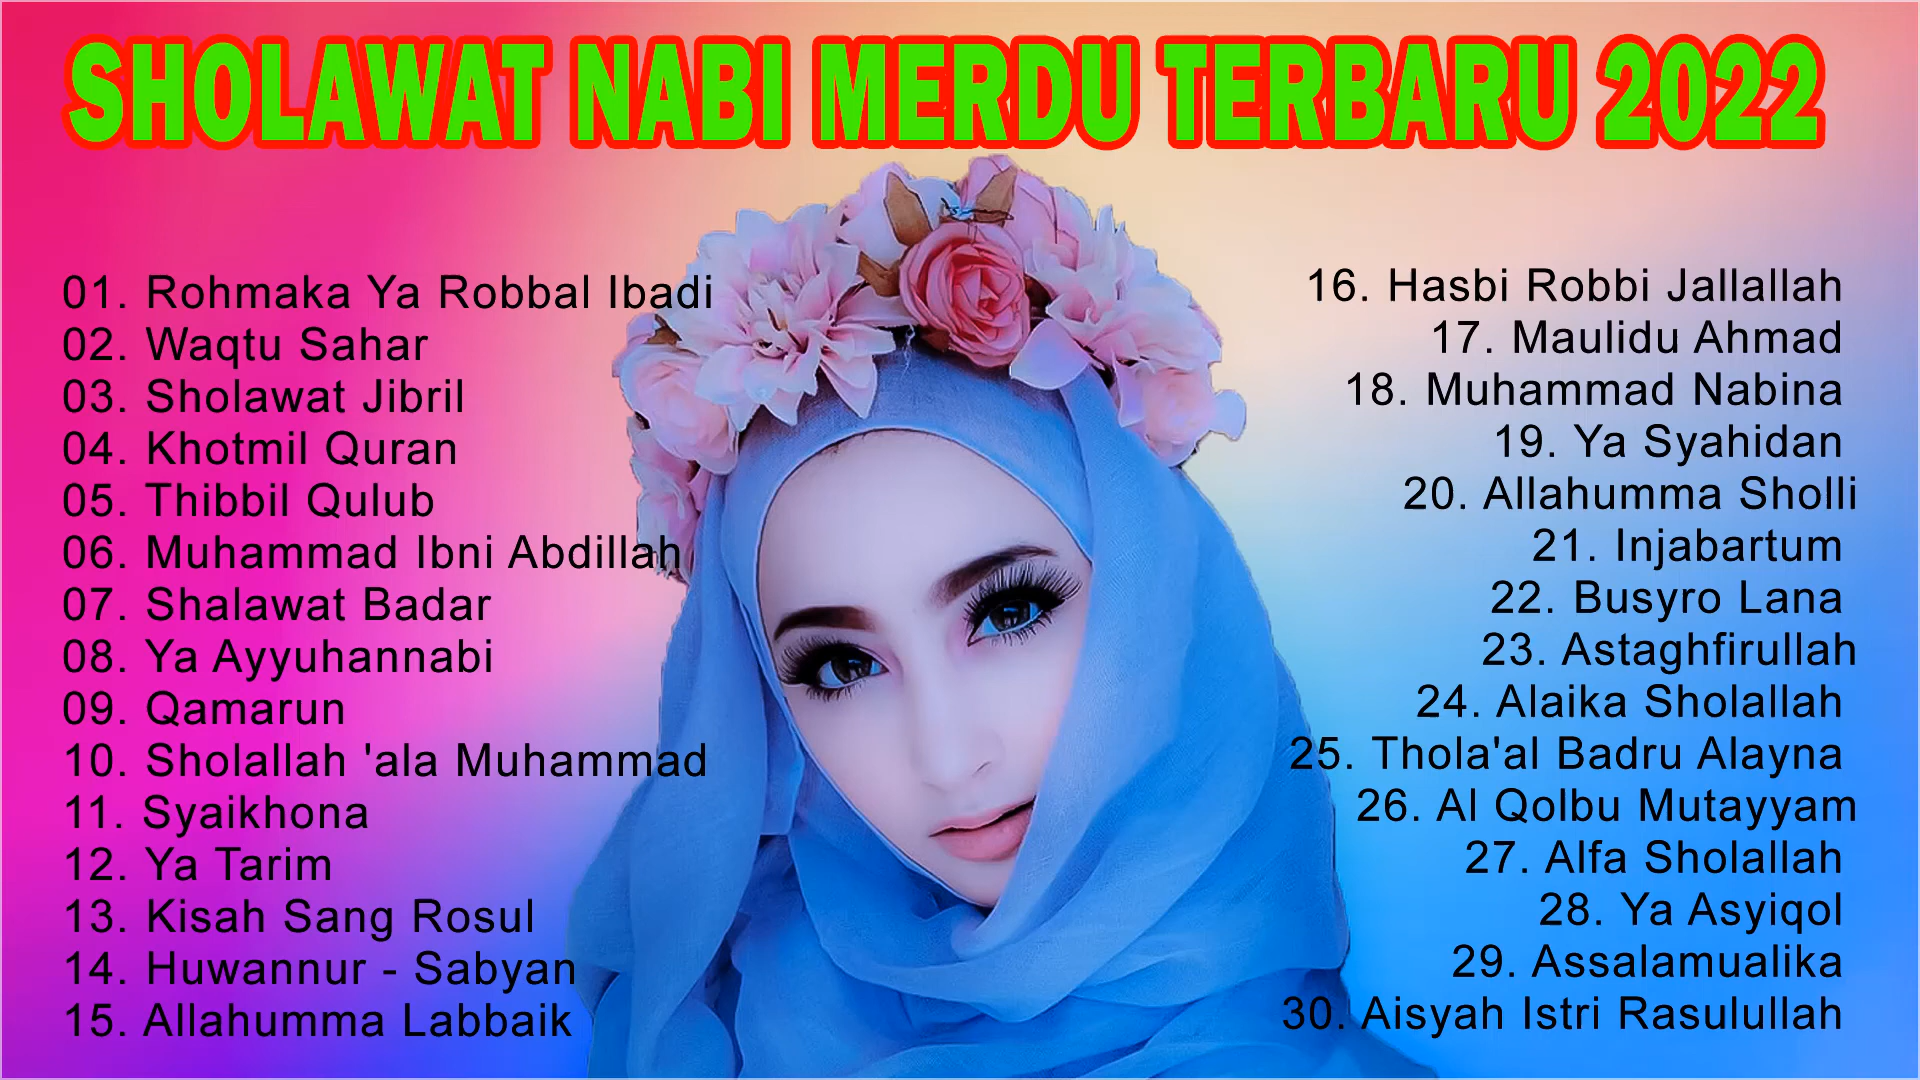 SHOLAWAT NABI MERDU TERBARU 2022
01. Rohmaka Ya Robbal Ibadi
02. Waqtu Sahar
03. Sholawat Jibril
04. Khotmil Quran
05. Thibbil Qulub
06. Muhammad Ibni Abdillah
07. Shalawat Badar
08. Ya Ayyuhannabi
09. Qamarun
10. Sholallah 'ala Muhammad
11. Syaikhona
12. Ya Tarim
13. Kisah Sang Rosul
14. Huwannur - Sabyan
15. Allahumma Labbaik
16. Hasbi Robbi Jallallah
17. Maulidu Ahmad
18. Muhammad Nabina
19. Ya Syahidan
20. Allahumma Sholli
21. Injabartum
22. Busyro Lana
23. Astaghfirullah
24. Alaika Sholallah
25. Thola'al Badru Alayna
26. Al Qolbu Mutayyam
27. Alfa Sholallah
28. Ya Asyiqol
29. Assalamualika
30. Aisyah Istri Rasulullah